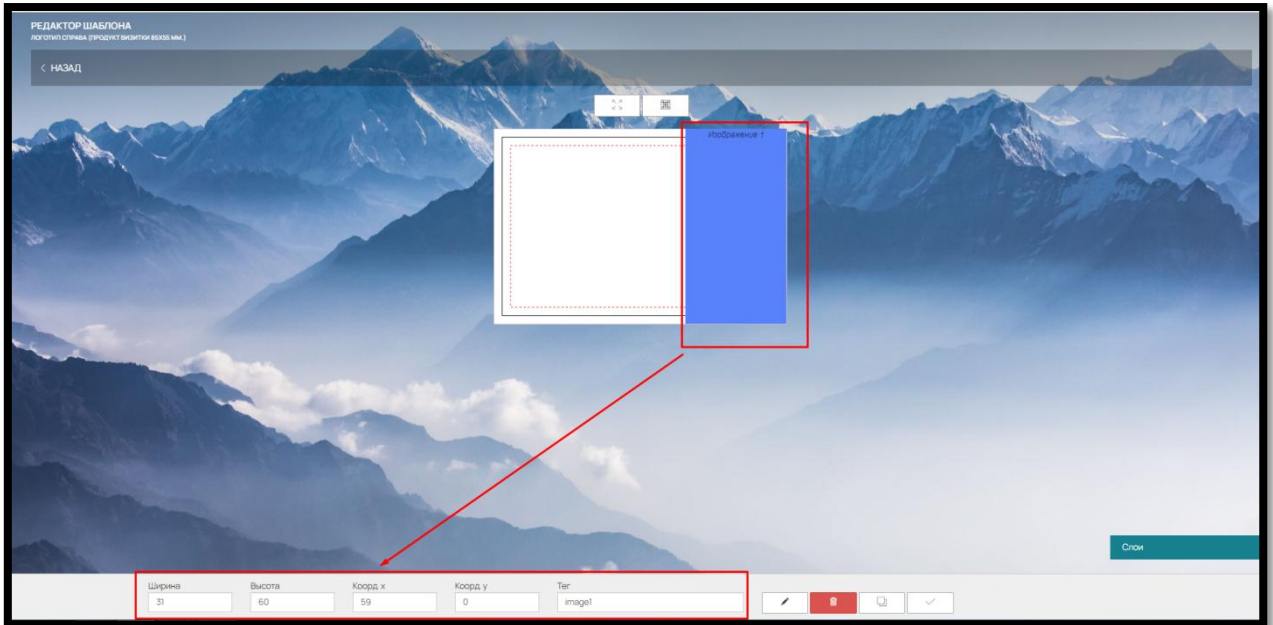 РЕДАКТОР ШАБЛОНА
ЛОГОТИП СПРАВА (ПРОДУКТ ВИЗИТКИ 85X55 ММ.)
< НАЗАД
Изображение 1
Слои
Ширина Высота Коорд x Коорд y Тег
31 60 59 0 image1